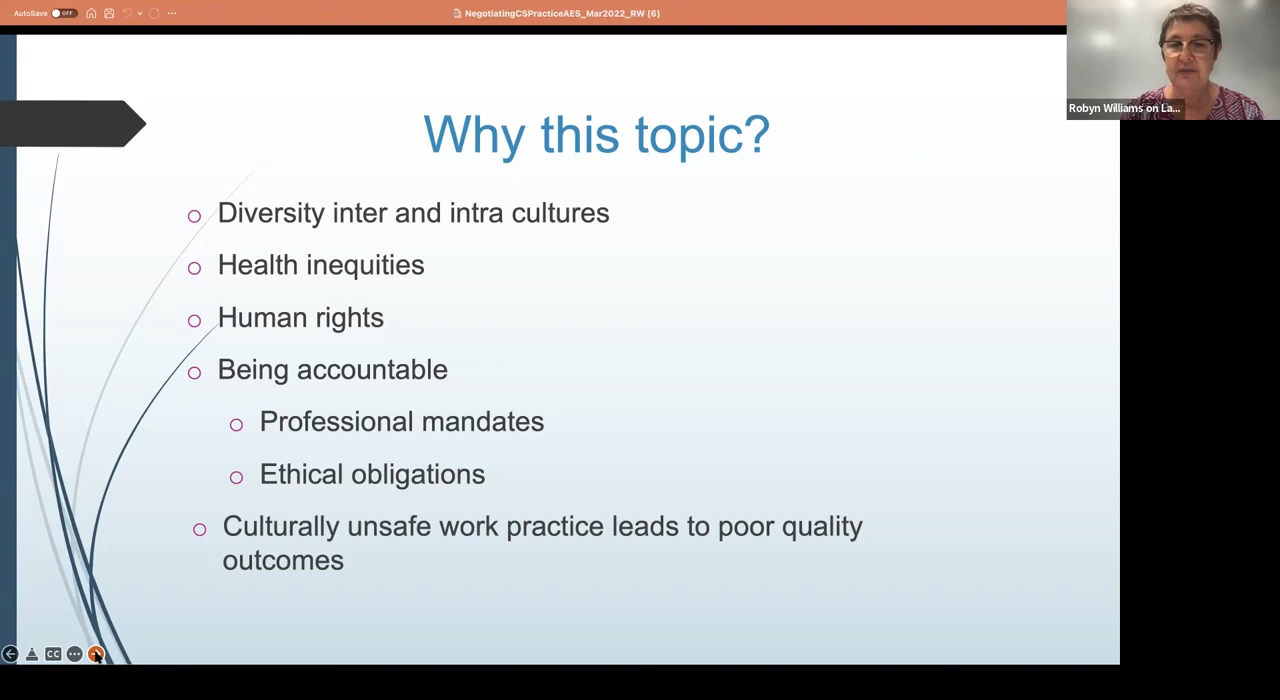 AutoSave OFF
NegotiatingCSPracticeAES_Mar2022_RW (6)
Robyn Williams on La...
Why this topic?
Diversity inter and intra cultures
Health inequities
Human rights
Being accountable
Professional mandates
Ethical obligations
Culturally unsafe work practice leads to poor quality
outcomes
CC